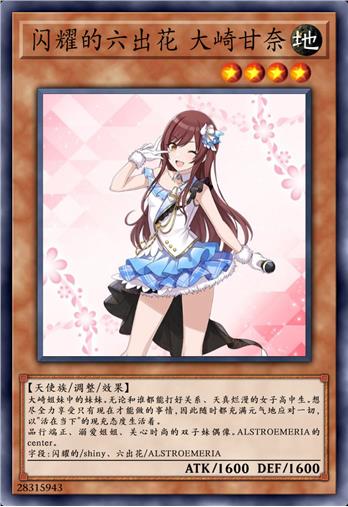 闪耀的六出花 大崎甘奈
地
【天使族/调整/效果】
大崎姐妹中的妹妹。无论和谁都能打好关系、天真烂漫的女子高中生。想
尽全力享受只有现在才能做的事情，因此随时都充满元气地应对一切，
以“活在当下”的现充态度生活着。
品行端正、溺爱姐姐、关心时尚的双子妹偶像。ALSTROEMERIA的
center。
字段:闪耀的/shiny、六出花/ALSTROEMERIA
ATK/1600 DEF/1600
28315943